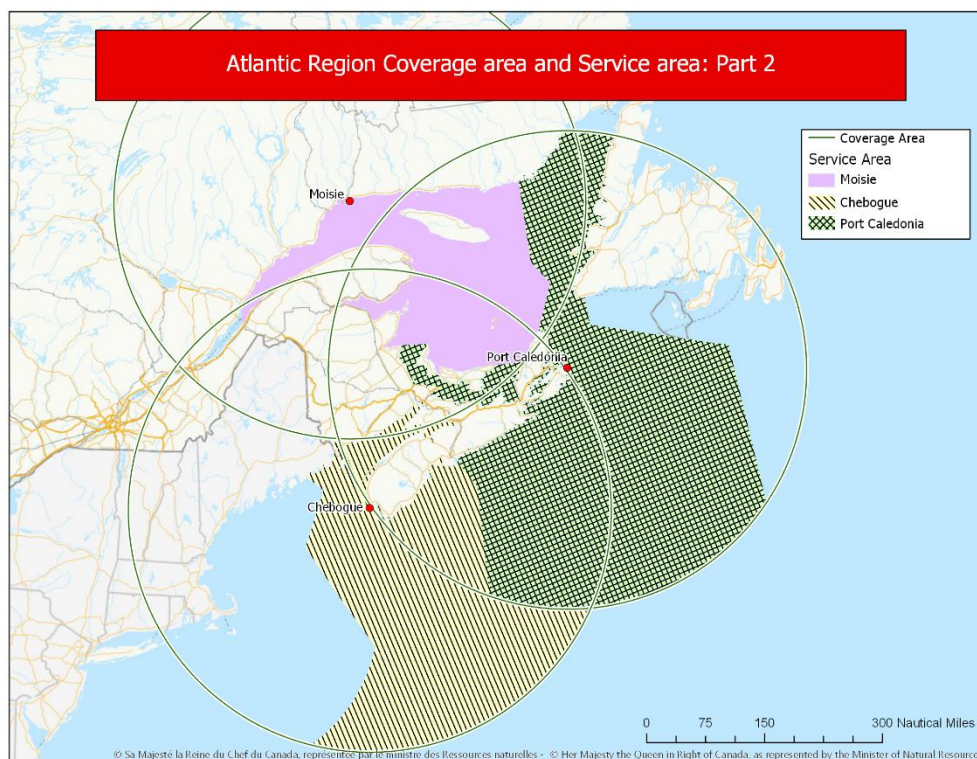 Atlantic Region Coverage area and Service area: Part 2
Coverage Area
Service Area
Moisie
Chebogue
Port Caledonia
Moisie
Port Caledonia
Chebogue
0 75 150 300 Nautical Miles
© Sa Majesté la Reine du Chef du Canada, représentée par le ministre des Ressources naturelles - © Her Majesty the Queen in Right of Canada, as represented by the Minister of Natural Resourc